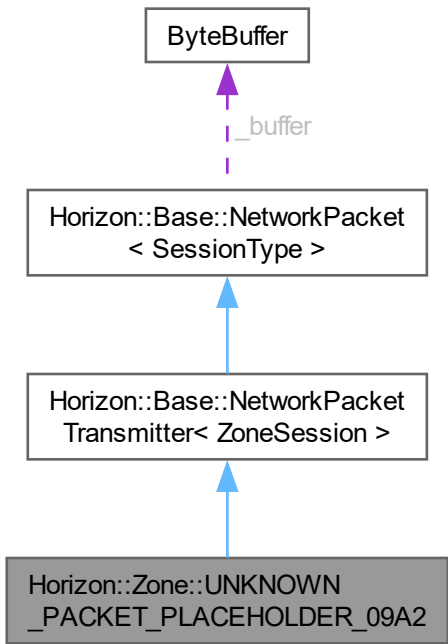 ByteBuffer
_buffer
Horizon::Base::NetworkPacket
< SessionType >
Horizon::Base::NetworkPacket
Transmitter< ZoneSession >
Horizon::Zone::UNKNOWN
_PACKET_PLACEHOLDER_09A2